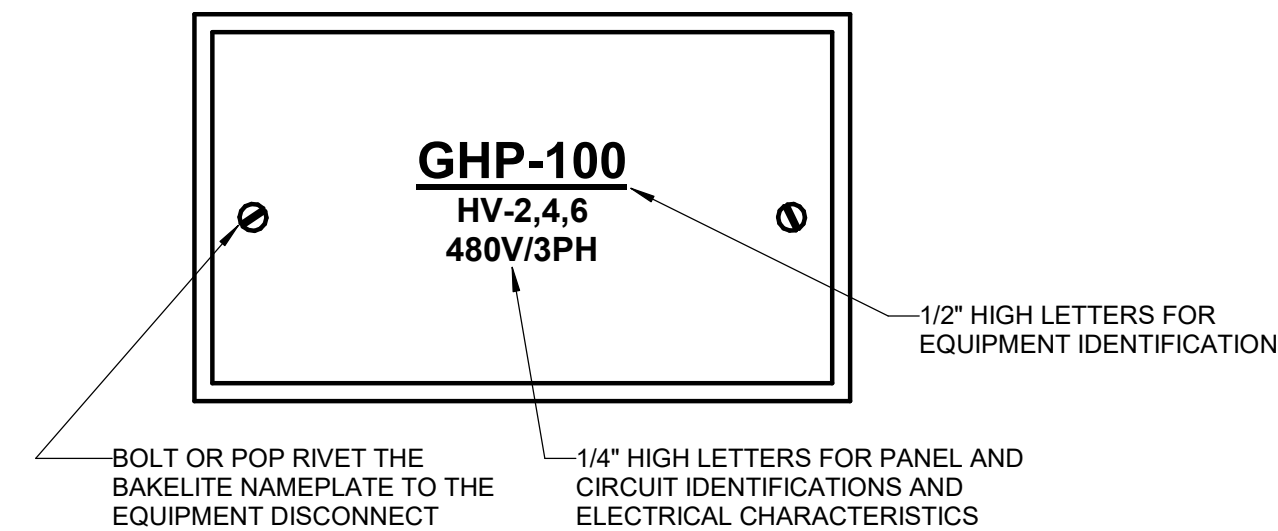 GHP-100
HV-2,4,6
480V/3PH
1/2" HIGH LETTERS FOR
EQUIPMENT IDENTIFICATION
BOLT OR POP RIVET THE
BAKELITE NAMEPLATE TO THE
EQUIPMENT DISCONNECT
1/4" HIGH LETTERS FOR PANEL AND
CIRCUIT IDENTIFICATIONS AND
ELECTRICAL CHARACTERISTICS